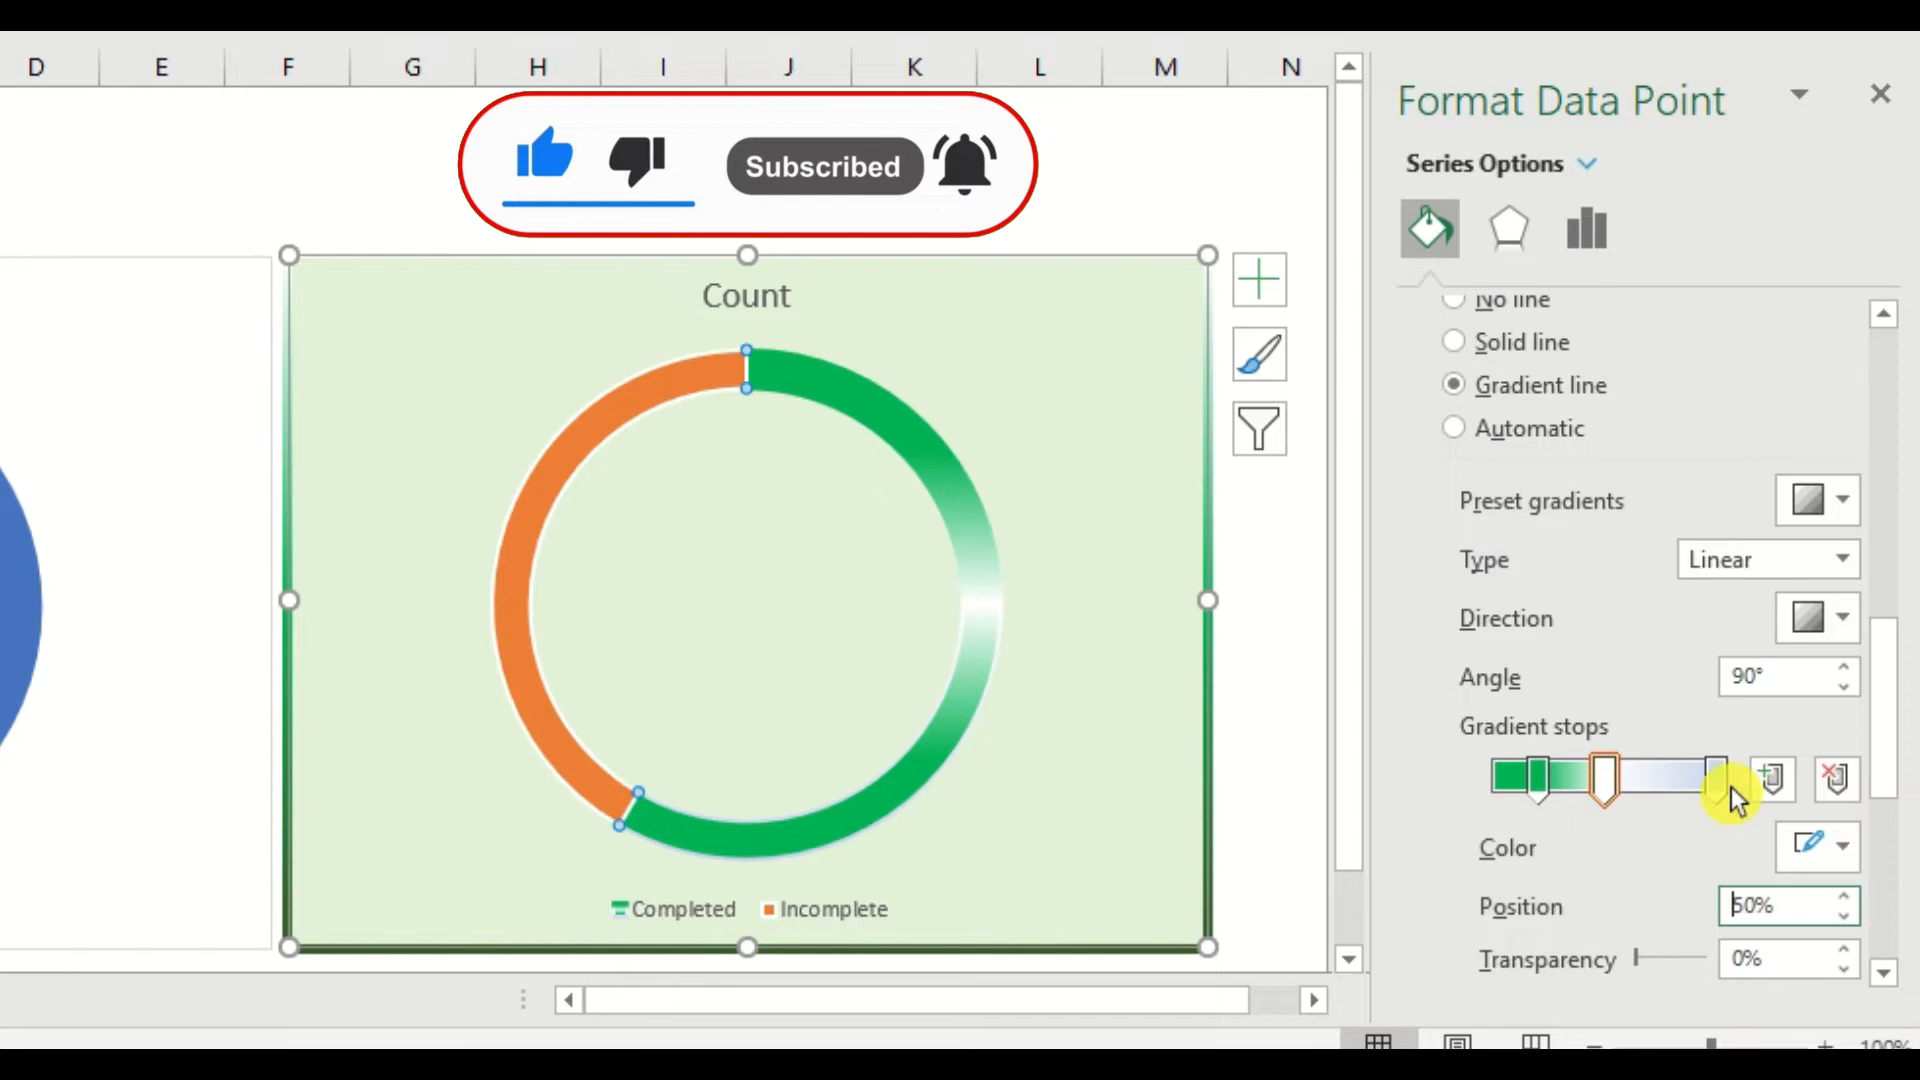 D E F G H I J K L M N
Subscribed
Count
Completed Incomplete
Format Data Point
Series Options
No line
Solid line
Gradient line
Automatic
Preset gradients
Type Linear
Direction
Angle 90°
Gradient stops
Color
Position 50%
Transparency 0%
100%